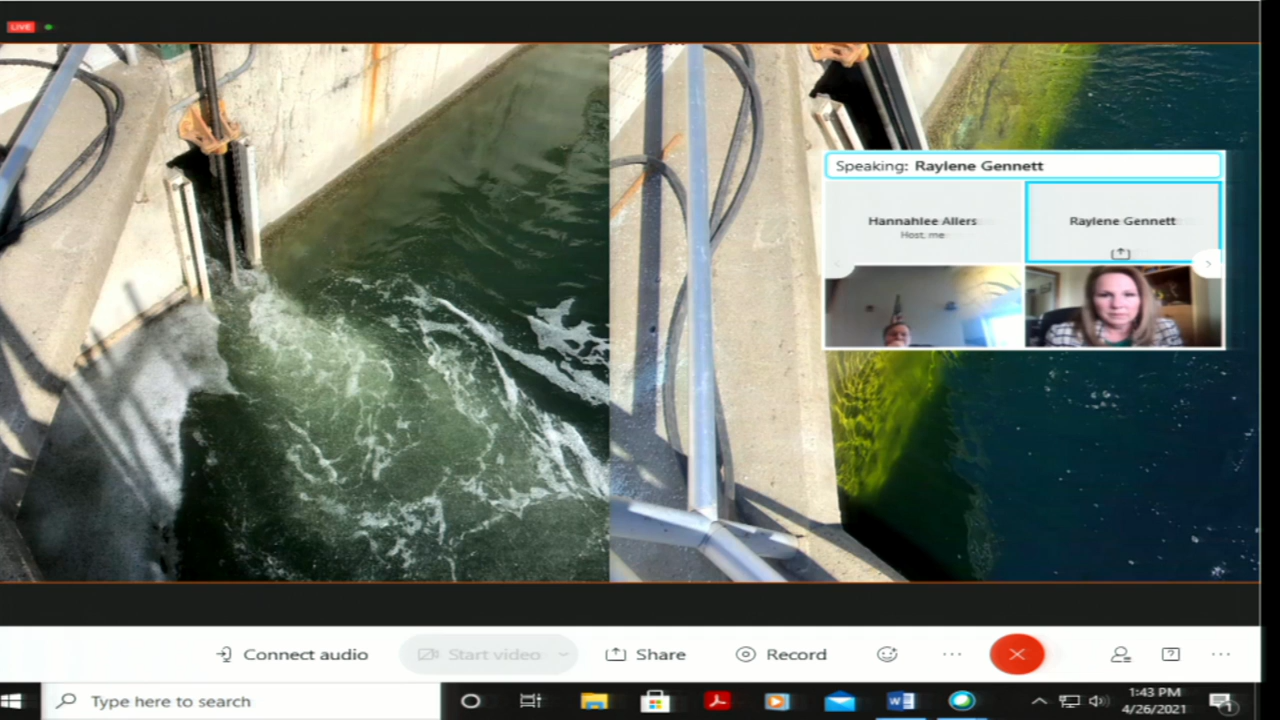 LIVE
Speaking: Raylene Gennett
Hannahlee Allers
Host, me
Raylene Gennett
Connect audio
Start video
Share
Record
Type here to search
1:43 PM
4/26/2021
1